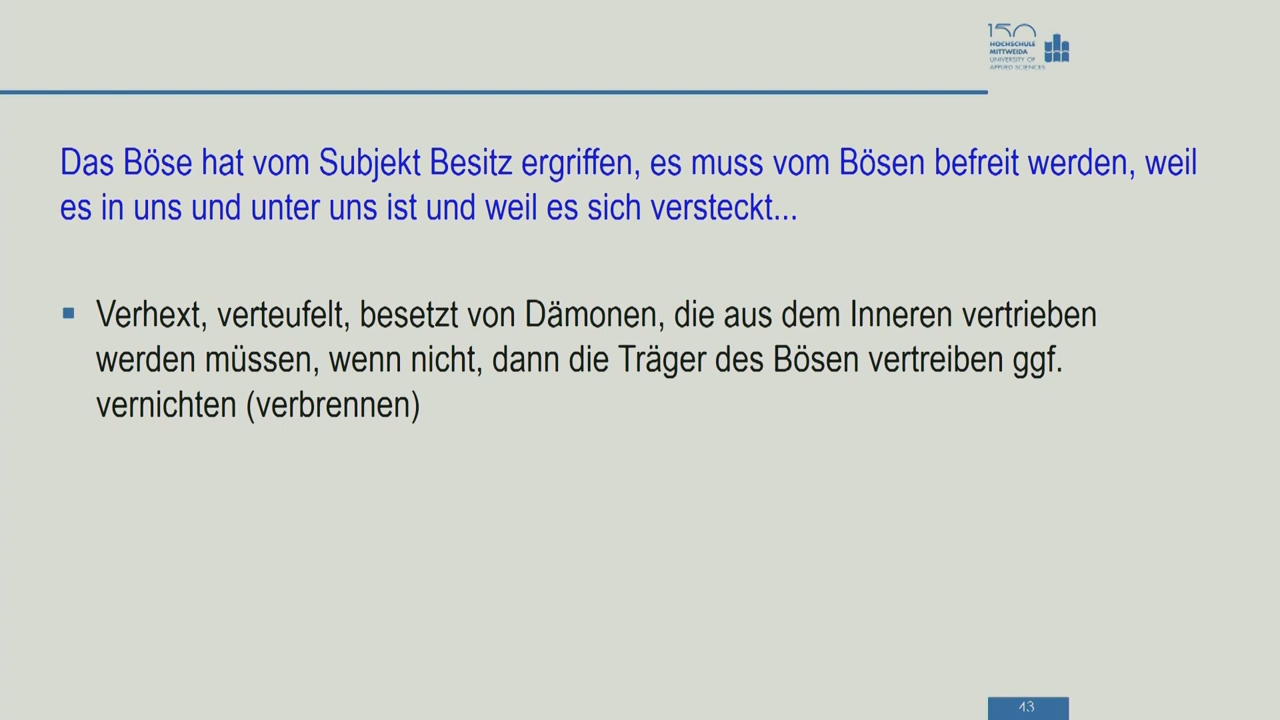 150
HOCHSCHULE
MITTWEIDA
UNIVERSITY OF
APPLIED SCIENCES
Das Böse hat vom Subjekt Besitz ergriffen, es muss vom Bösen befreit werden, weil
es in uns und unter uns ist und weil es sich versteckt...
Verhext, verteufelt, besetzt von Dämonen, die aus dem Inneren vertrieben
werden müssen, wenn nicht, dann die Träger des Bösen vertreiben ggf.
vernichten (verbrennen)
43